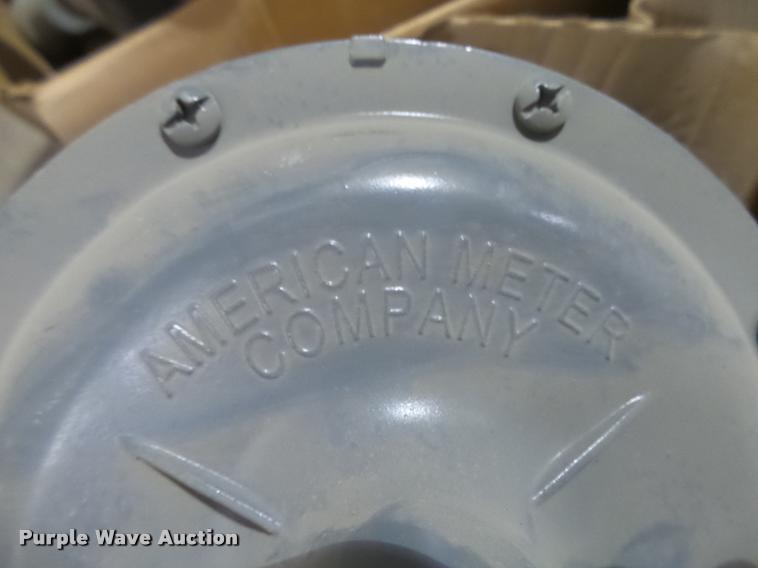 AMERICAN METER
COMPANY
Purple Wave Auction